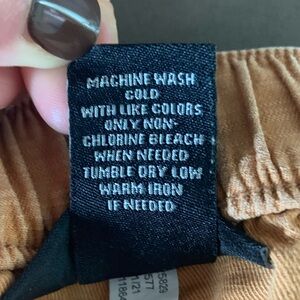 MACHINE WASH
COLD
WITH LIKE COLORS
ONLY NON-
CHLORINE BLEACH
WHEN NEEDED
TUMBLE DRY LOW
WARM IRON
IF NEEDED